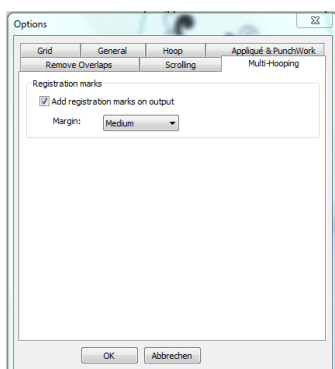 Options
Grid General Hoop Appliqué & PunchWork
Remove Overlaps Scrolling Multi-Hooping
Registration marks
Add registration marks on output
Margin: Medium
OK Abbrechen